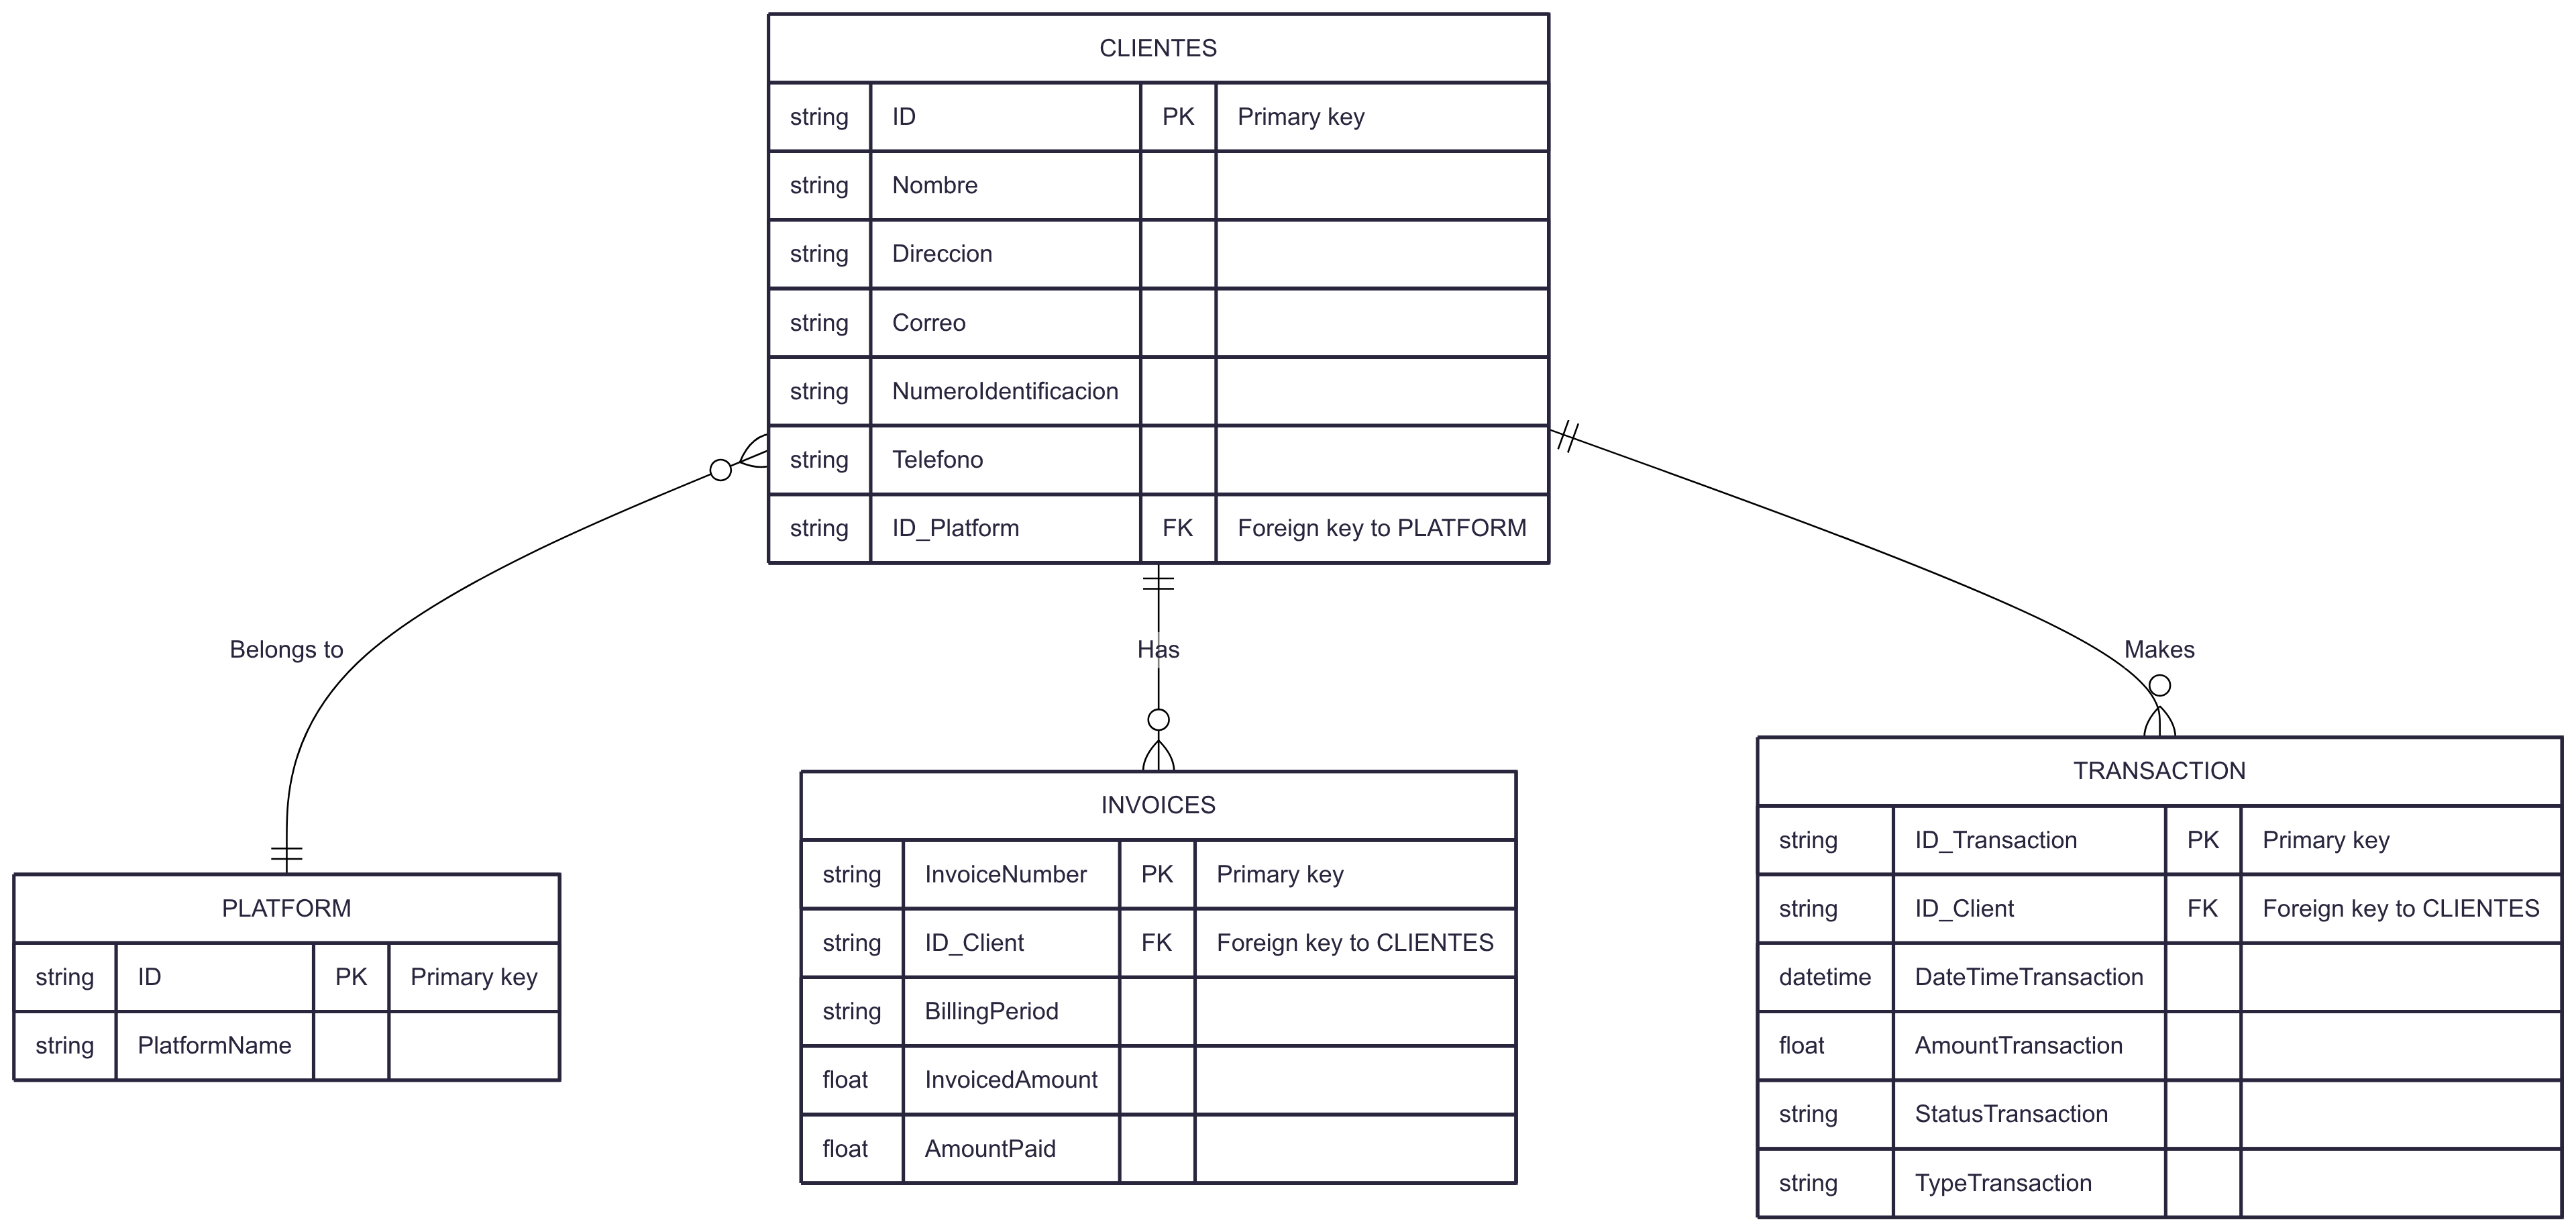 CLIENTES
string ID PK Primary key
string Nombre
string Direccion
string Correo
string NumeroIdentificacion
string Telefono
string ID_Platform FK Foreign key to PLATFORM
Belongs to
Has
Makes
PLATFORM
string ID PK Primary key
string PlatformName
INVOICES
string InvoiceNumber PK Primary key
string ID_Client FK Foreign key to CLIENTES
string BillingPeriod
float InvoicedAmount
float AmountPaid
TRANSACTION
string ID_Transaction PK Primary key
string ID_Client FK Foreign key to CLIENTES
datetime DateTimeTransaction
float AmountTransaction
string StatusTransaction
string TypeTransaction